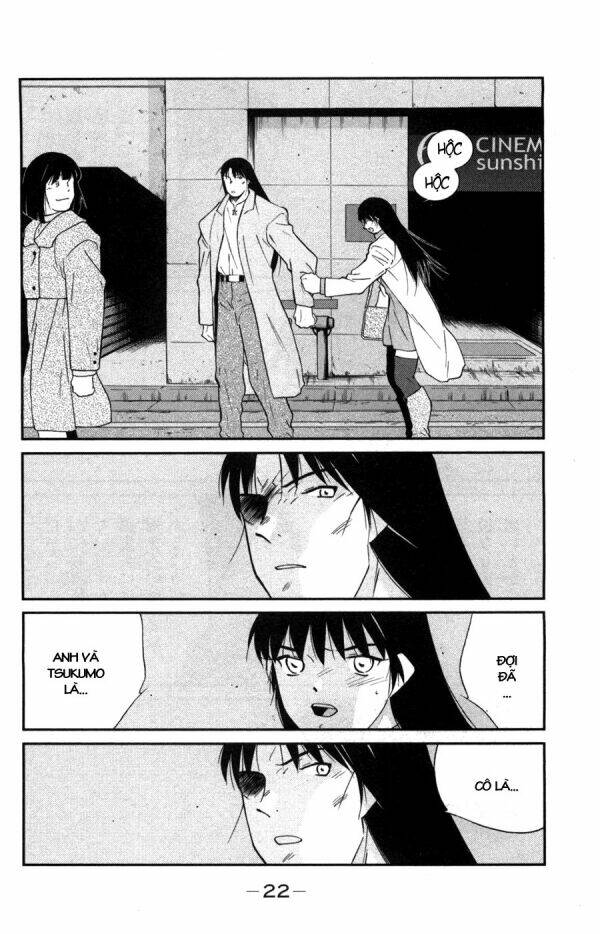 HỘC
HỘC
CINEM
sunshi
ĐỢI
ĐÃ
...
ANH VÀ
TSUKUMO
LÀ...
CÔ LÀ...
-22-